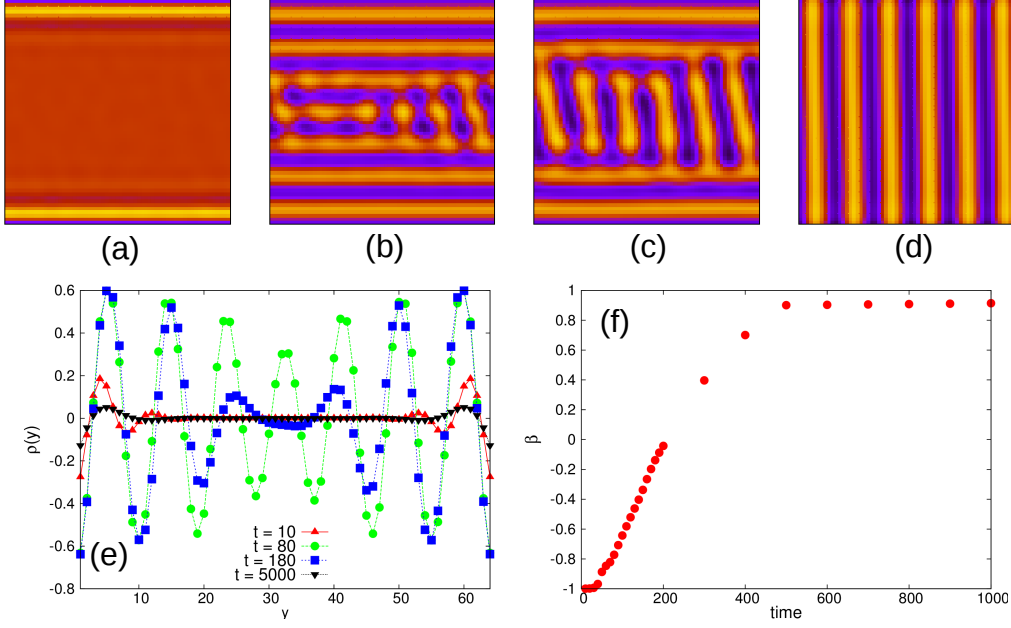 (a)
(b)
(c)
(d)
0.6
0.4
0.2
0
-0.2
-0.4
-0.6
-0.8
ρ(y)
(e)
t = 10
t = 80
t = 180
t = 5000
10 20 30 40 50 60
y
1
0.8
0.6
0.4
0.2
0
-0.2
-0.4
-0.6
-0.8
-1
β
(f)
0 200 400 600 800 1000
time